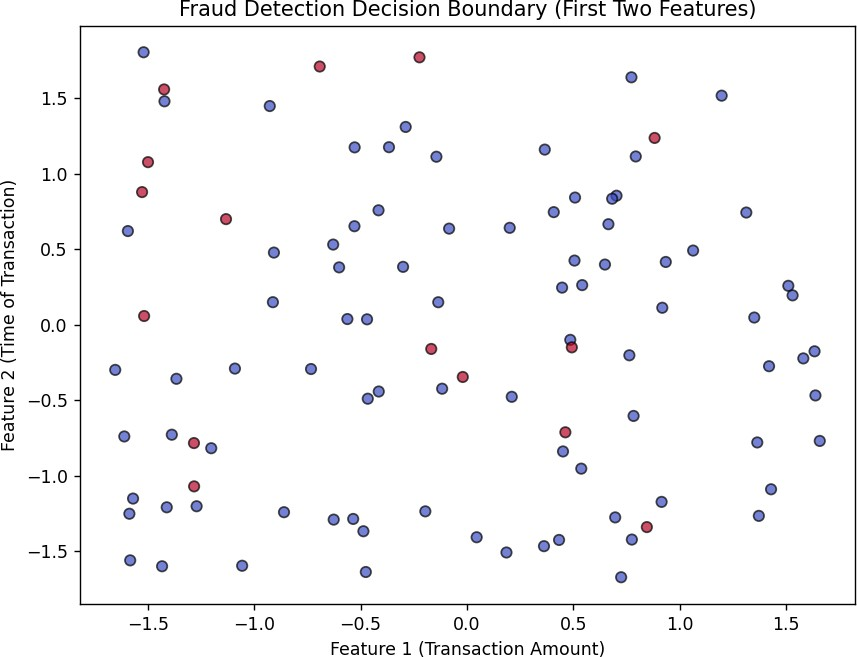 Fraud Detection Decision Boundary (First Two Features)
Feature 2 (Time of Transaction)
1.5
1.0
0.5
0.0
−0.5
−1.0
−1.5
−1.5 −1.0 −0.5 0.0 0.5 1.0 1.5
Feature 1 (Transaction Amount)